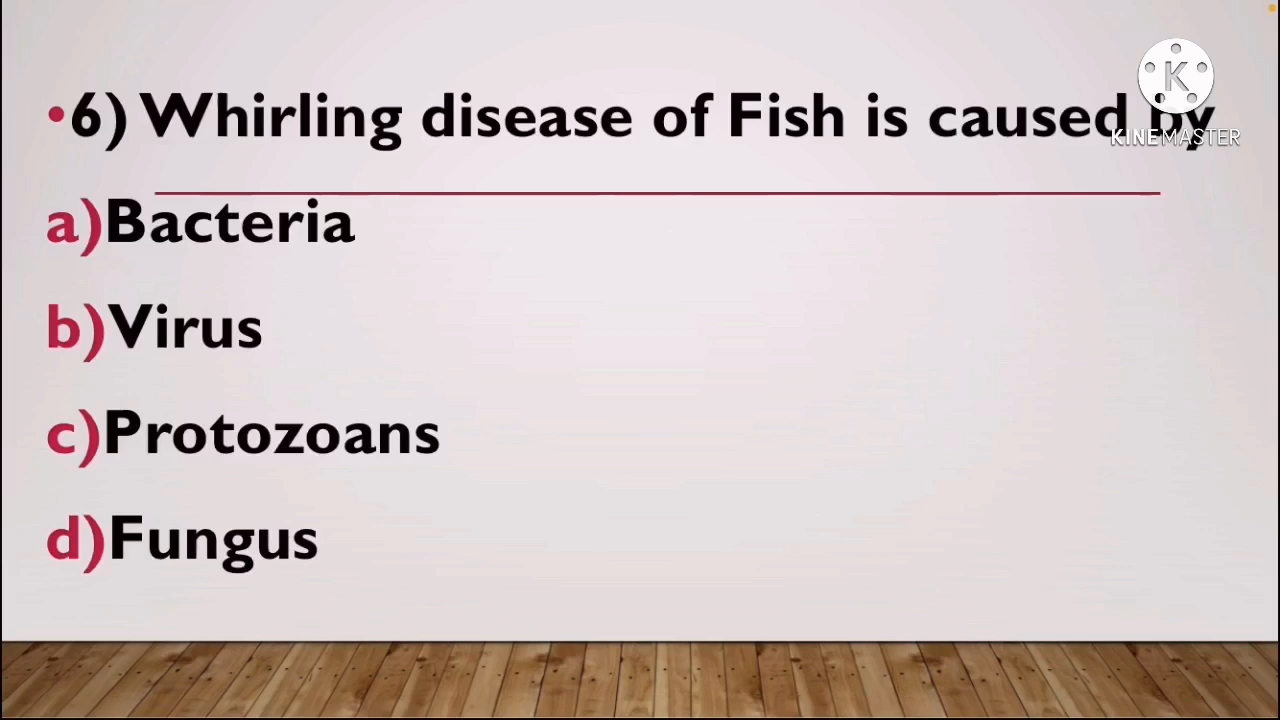 •6) Whirling disease of Fish is caused by
KINEMASTER
a)Bacteria
b)Virus
c)Protozoans
d)Fungus